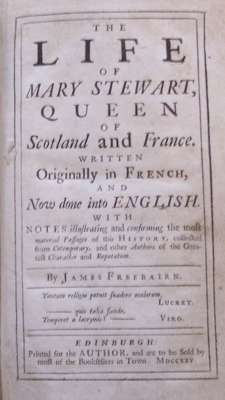 THE
LIFE
OF
MARY STEWART,
QUEEN
OF
Scotland and France.
WRITTEN
Originally in FRENCH,
AND
Now done into ENGLISH.
WITH
NOTES illustrating and confirming the most
material Passages of this HISTORY, collected
from Cotemporary, and other Authors of the
Character and Reputation.
By JAMES FREEBAIRN.
Tantum religio potuit suadere malorum,
LUCRET.
quis talia fando,
Temperet a lacrymis
VIRG.
EDINBURGH:
Printed for the AUTHOR, and are to be Sold by
most of the Booksellers in Town. MDCCXXV